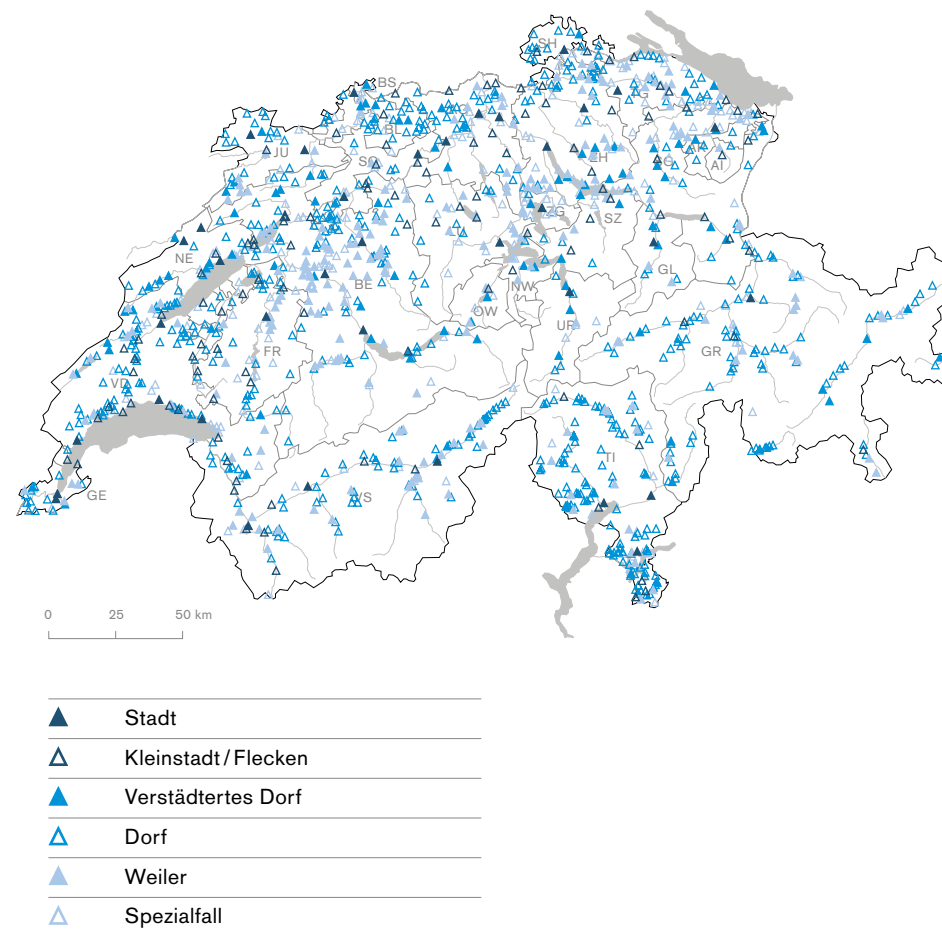 SH
BS
BL
JU
SO
ZH
SG
AR
AI
ZG
SZ
NE
BE
NW
GL
OW
UR
FR
GR
VD
TI
GE
VS
0 25 50 km
Stadt
Kleinstadt / Flecken
Verstädtertes Dorf
Dorf
Weiler
Spezialfall